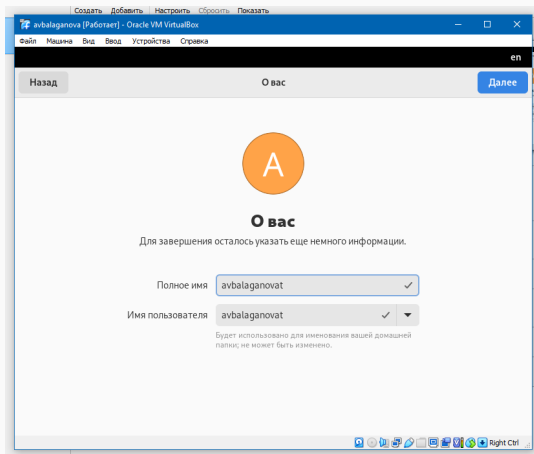 Создать Добавить Настроить Сбросить Показать
avbalaganova [Работает] - Oracle VM VirtualBox
Файл Машина Вид Ввод Устройства Справка
en
Назад О вас Далее
A
О вас
Для завершения осталось указать еще немного информации.
Полное имя avbalaganovat
Имя пользователя avbalaganovat
Будет использовано для именования вашей домашней
папки; не может быть изменено.
Right Ctrl